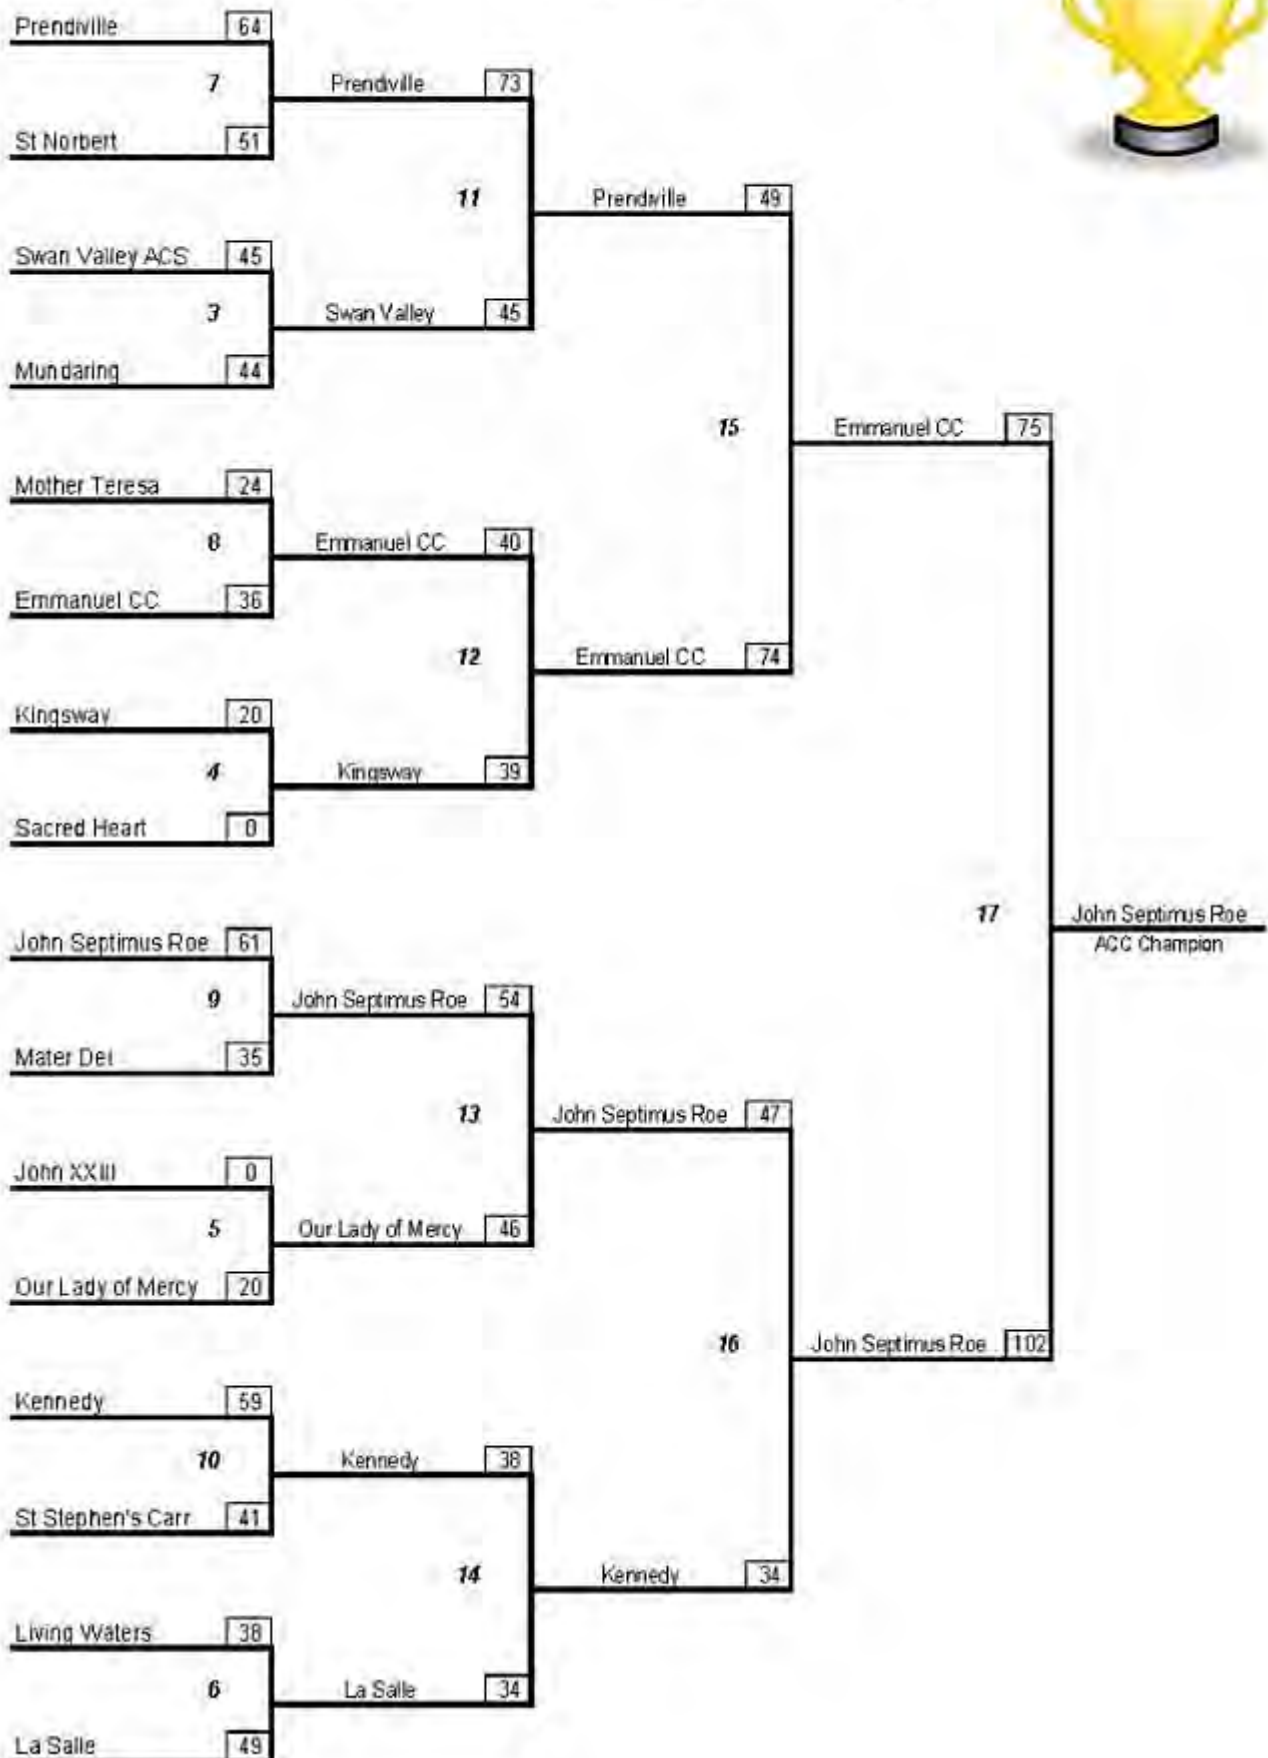 Prendiville 64
7 Prendiville 73
St Norbert 51
11 Prendiville 49
Swan Valley ACS 45
3 Swan Valley 45
Mundaring 44
15 Emmanuel CC 75
Mother Teresa 24
8 Emmanuel CC 40
Emmanuel CC 36
12 Emmanuel CC 74
Kingsway 20
4 Kingsway 39
Sacred Heart 0
17 John Septimus Roe
ACC Champion
John Septimus Roe 61
9 John Septimus Roe 54
Mater Dei 35
13 John Septimus Roe 47
John XXIII 0
5 Our Lady of Mercy 46
Our Lady of Mercy 20
16 John Septimus Roe 102
Kennedy 59
10 Kennedy 38
St Stephen's Carr 41
14 Kennedy 34
Living Waters 38
6 La Salle 34
La Salle 49